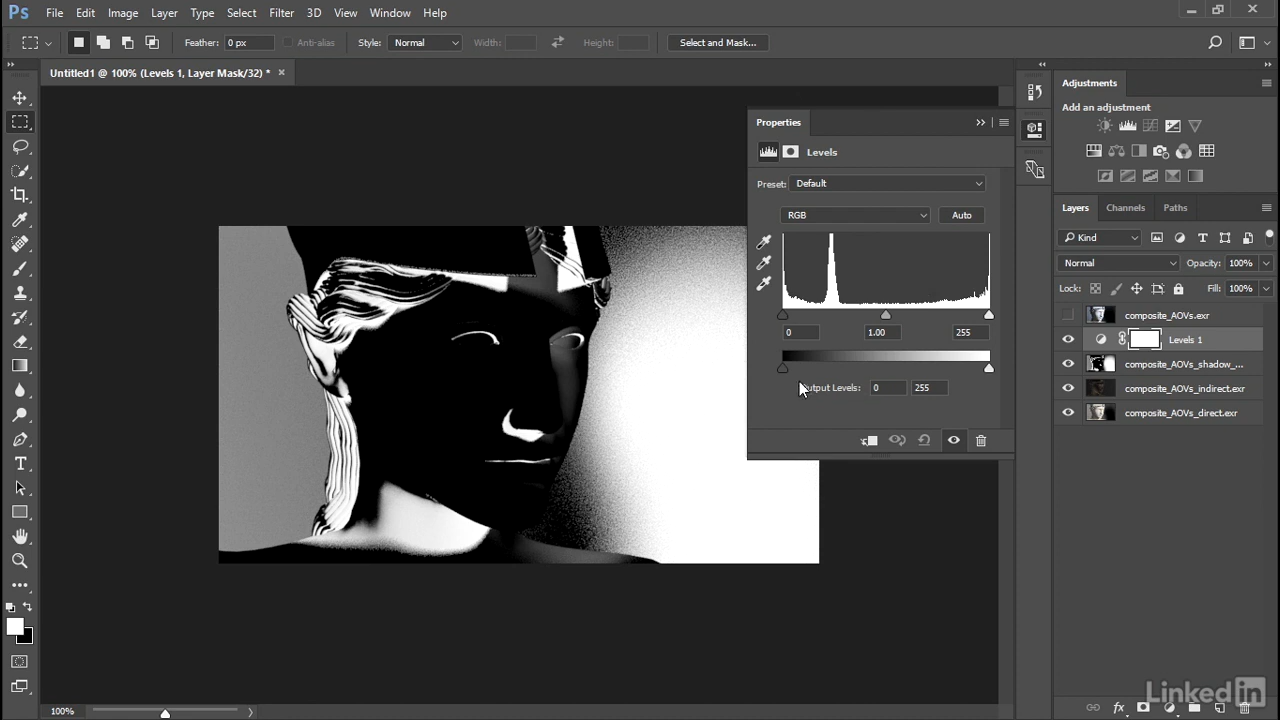 Ps File Edit Image Layer Type Select Filter 3D View Window Help
Feather: 0 px Anti-alias Style: Normal Width: Height: Select and Mask...
Untitled1 @ 100% (Levels 1, Layer Mask/32) *
Properties
Levels
Preset: Default
RGB Auto
0 1.00 255
Output Levels: 0 255
Adjustments
Add an adjustment
Layers Channels Paths
Kind
Normal Opacity: 100%
Lock: Fill: 100%
composite_AOVs.exr
Levels 1
composite_AOVs_shadow_...
composite_AOVs_indirect.exr
composite_AOVs_direct.exr
100%
Linked in